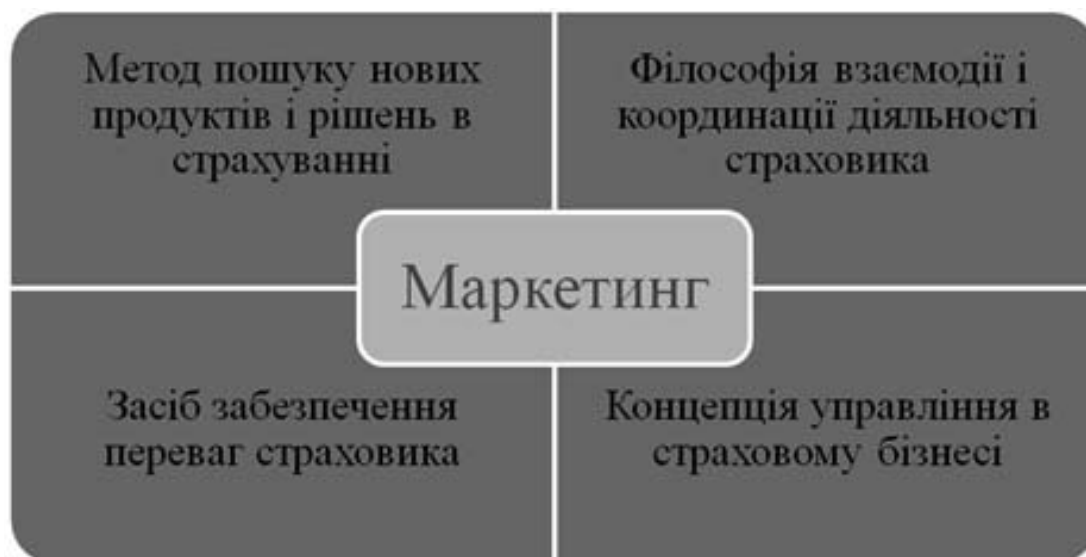 Метод пошуку нових
продуктів і рішень в
страхуванні
Філософія взаємодії і
координації діяльності
страховика
Маркетинг
Засіб забезпечення
переваг страховика
Концепція управління в
страховому бізнесі